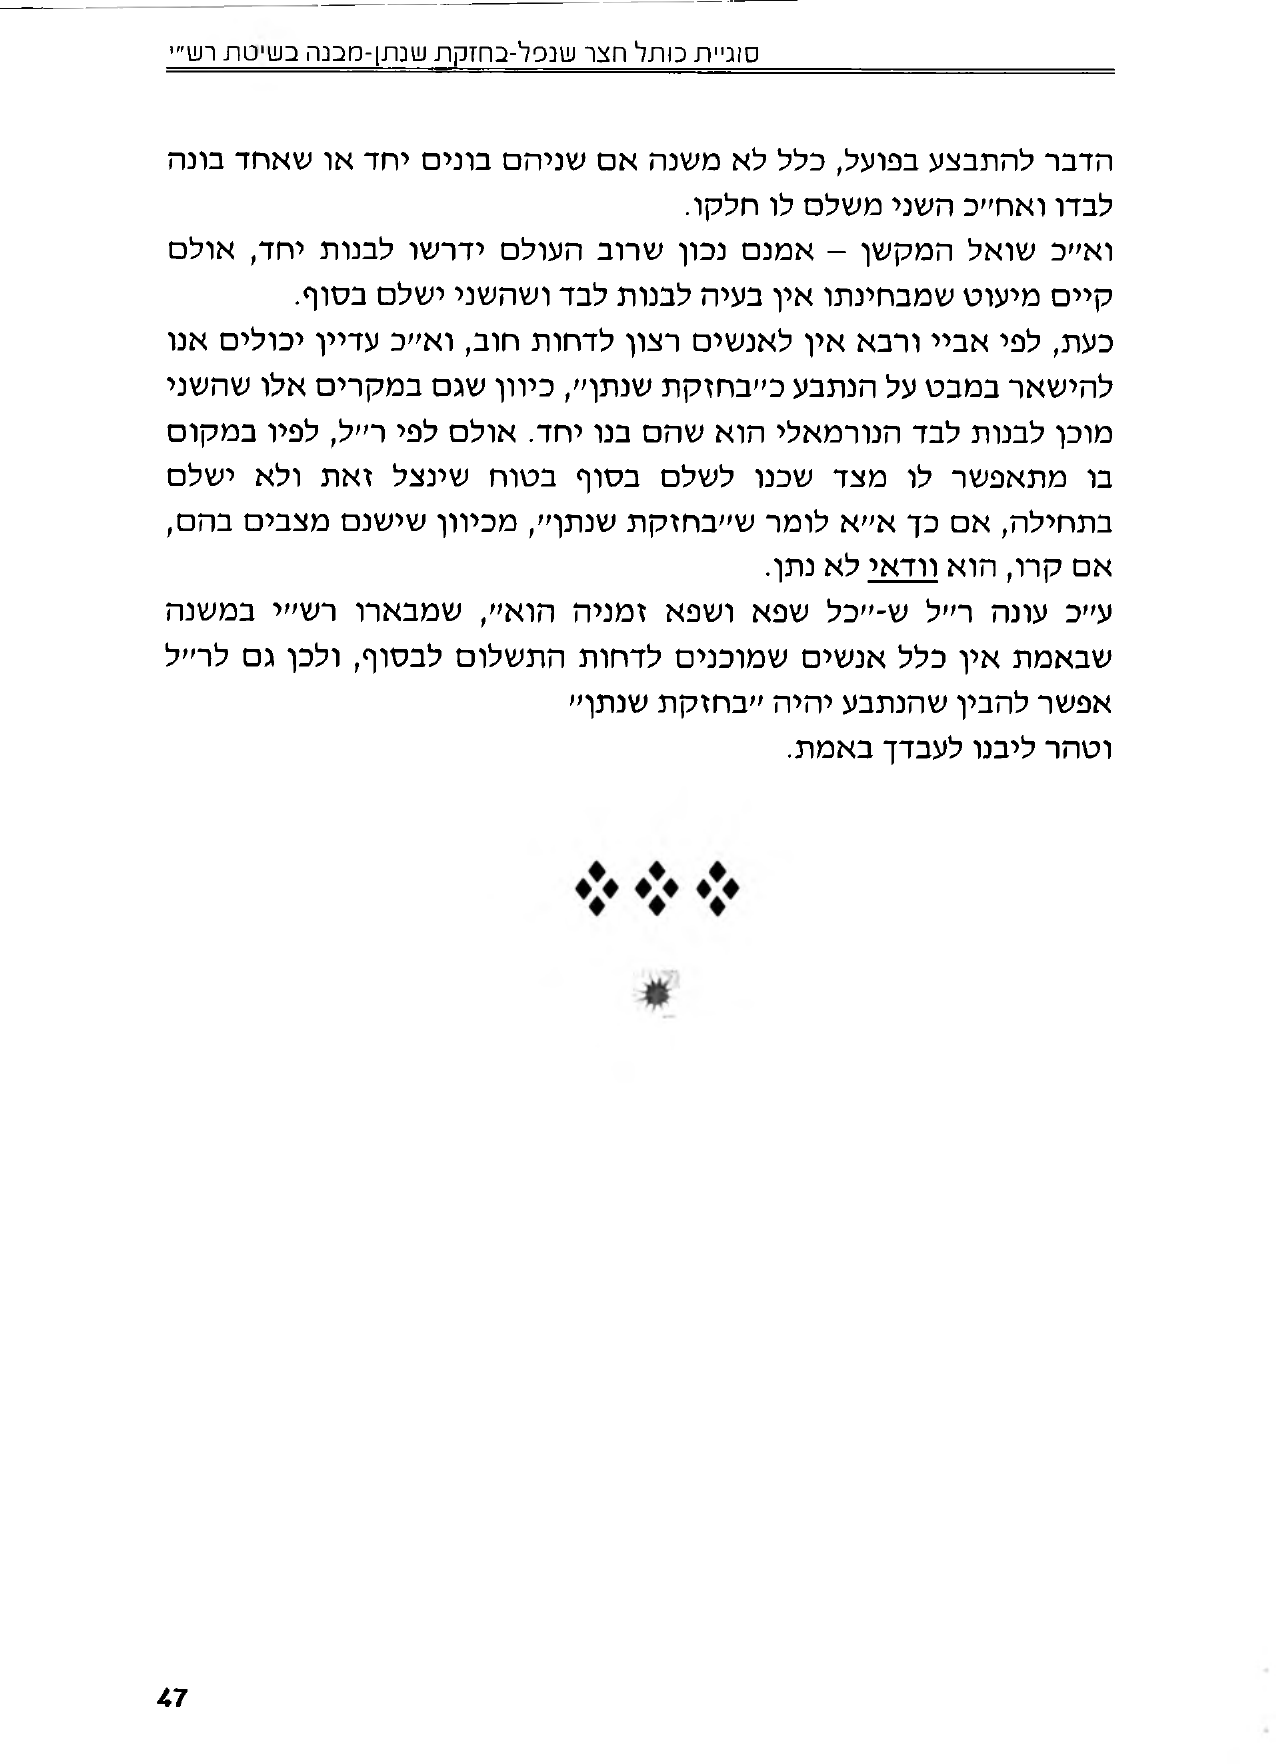 סוגיית כותל חצר שנפל-בחזקת שנתן-מבנה בשיטת רש״י
הדבר להתבצע בפועל, כלל לא משנה אם שניהם בונים יחד או שאחד בונה
לבדו ואח״כ השני משלם לו חלקו.
וא״כ שואל המקשן – אמנם נכון שרוב העולם ידרשו לבנות יחד, אולם
קיים מיעוט שמבחינתו אין בעיה לבנות לבד ושהשני ישלם בסוף.
כעת, לפי אביי ורבא אין לאנשים רצון לדחות חוב, וא״כ עדיין יכולים אנו
להישאר במבט על הנתבע כ״בחזקת שנתן״, כיוון שגם במקרים אלו שהשני
מוכן לבנות לבד הנורמאלי הוא שהם בנו יחד. אולם לפי ר״ל, לפיו במקום
בו מתאפשר לו מצד שכנו לשלם בסוף בטוח שינצל זאת ולא ישלם
בתחילה, אם כך א״א לומר ש״בחזקת שנתן״, מכיוון שישנם מצבים בהם,
אם קרו, הוא וודאי לא נתן.
ע״כ עונה ר״ל ש-״כל שפא ושפא זמניה הוא״, שמבארו רש״י במשנה
שבאמת אין כלל אנשים שמוכנים לדחות התשלום לבסוף, ולכן גם לר״ל
אפשר להבין שהנתבע יהיה ״בחזקת שנתן״
וטהר ליבנו לעבדך באמת.
47